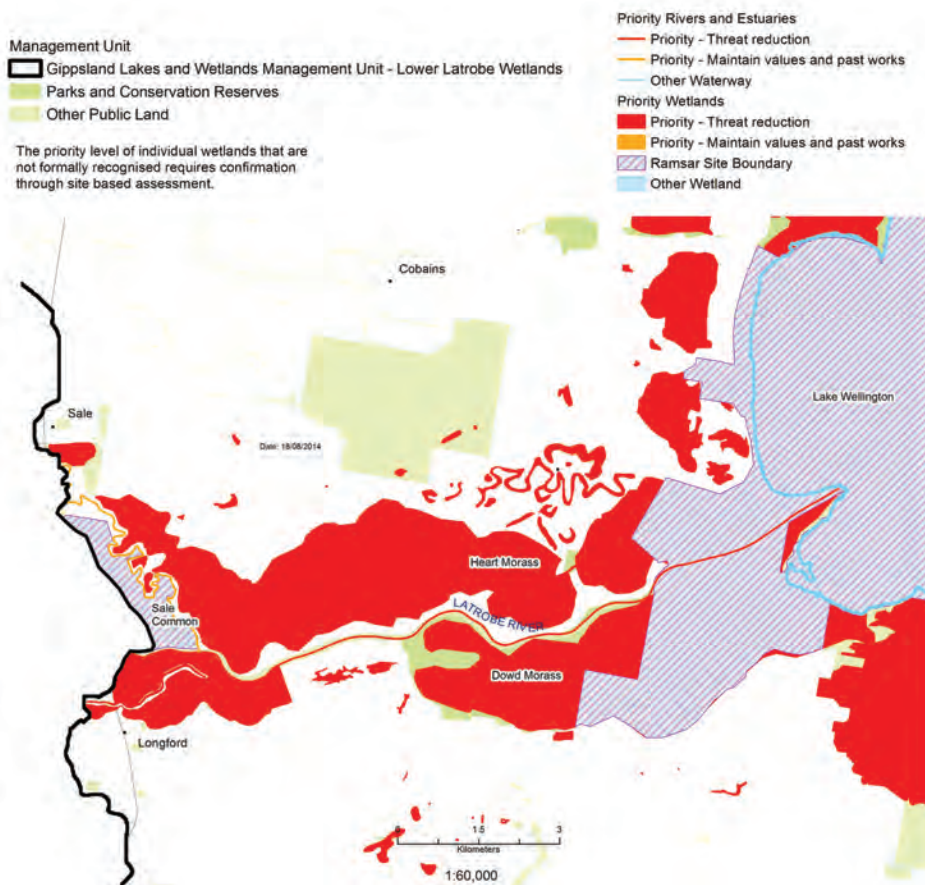 Management Unit
Gippsland Lakes and Wetlands Management Unit - Lower Latrobe Wetlands
Parks and Conservation Reserves
Other Public Land
The priority level of individual wetlands that are
not formally recognised requires confirmation
through site based assessment.
Priority Rivers and Estuaries
Priority - Threat reduction
Priority - Maintain values and past works
Other Waterway
Priority Wetlands
Priority - Threat reduction
Priority - Maintain values and past works
Ramsar Site Boundary
Other Wetland
Cobains
Lake Wellington
Sale
Date: 18/08/2014
Heart Morass
Sale
Common
LATROBE RIVER
Dowd Morass
Longford
0 1.5 3
Kilometers
1:60,000